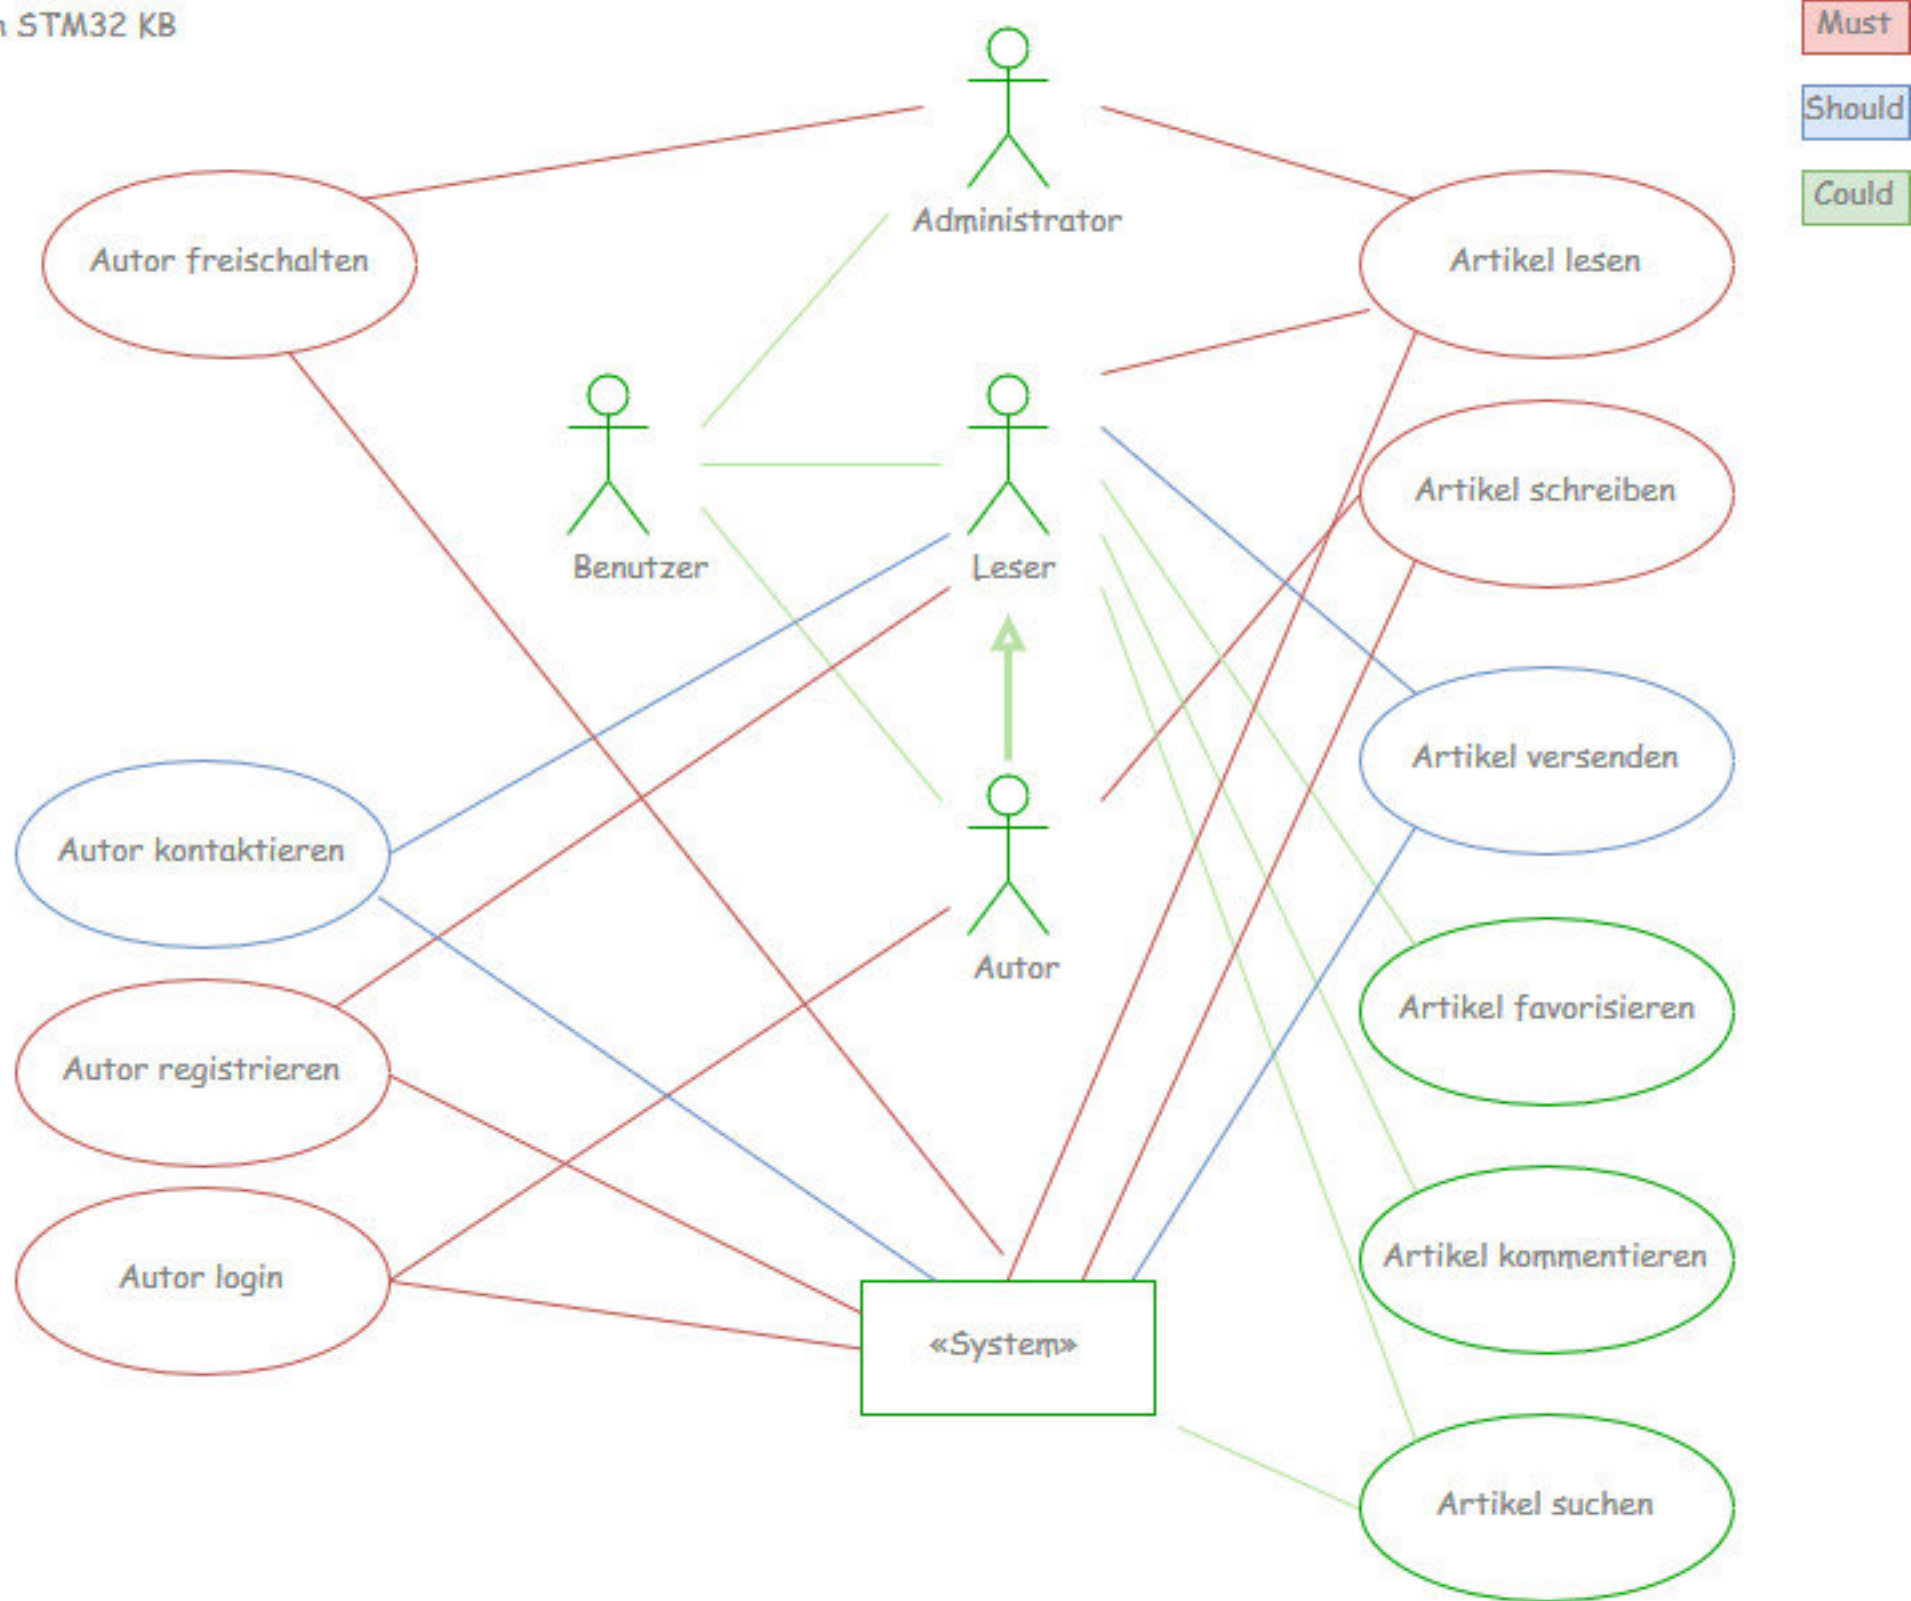 STM32 KB
Must
Should
Could
Administrator
Autor freischalten
Artikel lesen
Artikel schreiben
Benutzer
Leser
Artikel versenden
Autor kontaktieren
Autor
Artikel favorisieren
Autor registrieren
Artikel kommentieren
Autor login
«System»
Artikel suchen